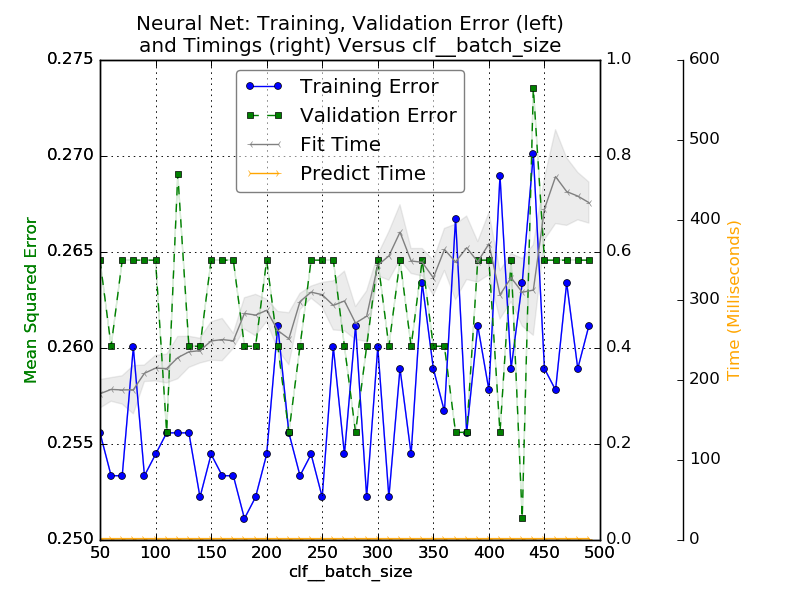 Neural Net: Training, Validation Error (left)
and Timings (right) Versus clf__batch_size
Training Error
Validation Error
Fit Time
Predict Time
Mean Squared Error
0.275
0.270
0.265
0.260
0.255
0.250
1.0
0.8
0.6
0.4
0.2
0.0
600
500
400
300
200
100
0
Time (Milliseconds)
50 100 150 200 250 300 350 400 450 500
clf__batch_size